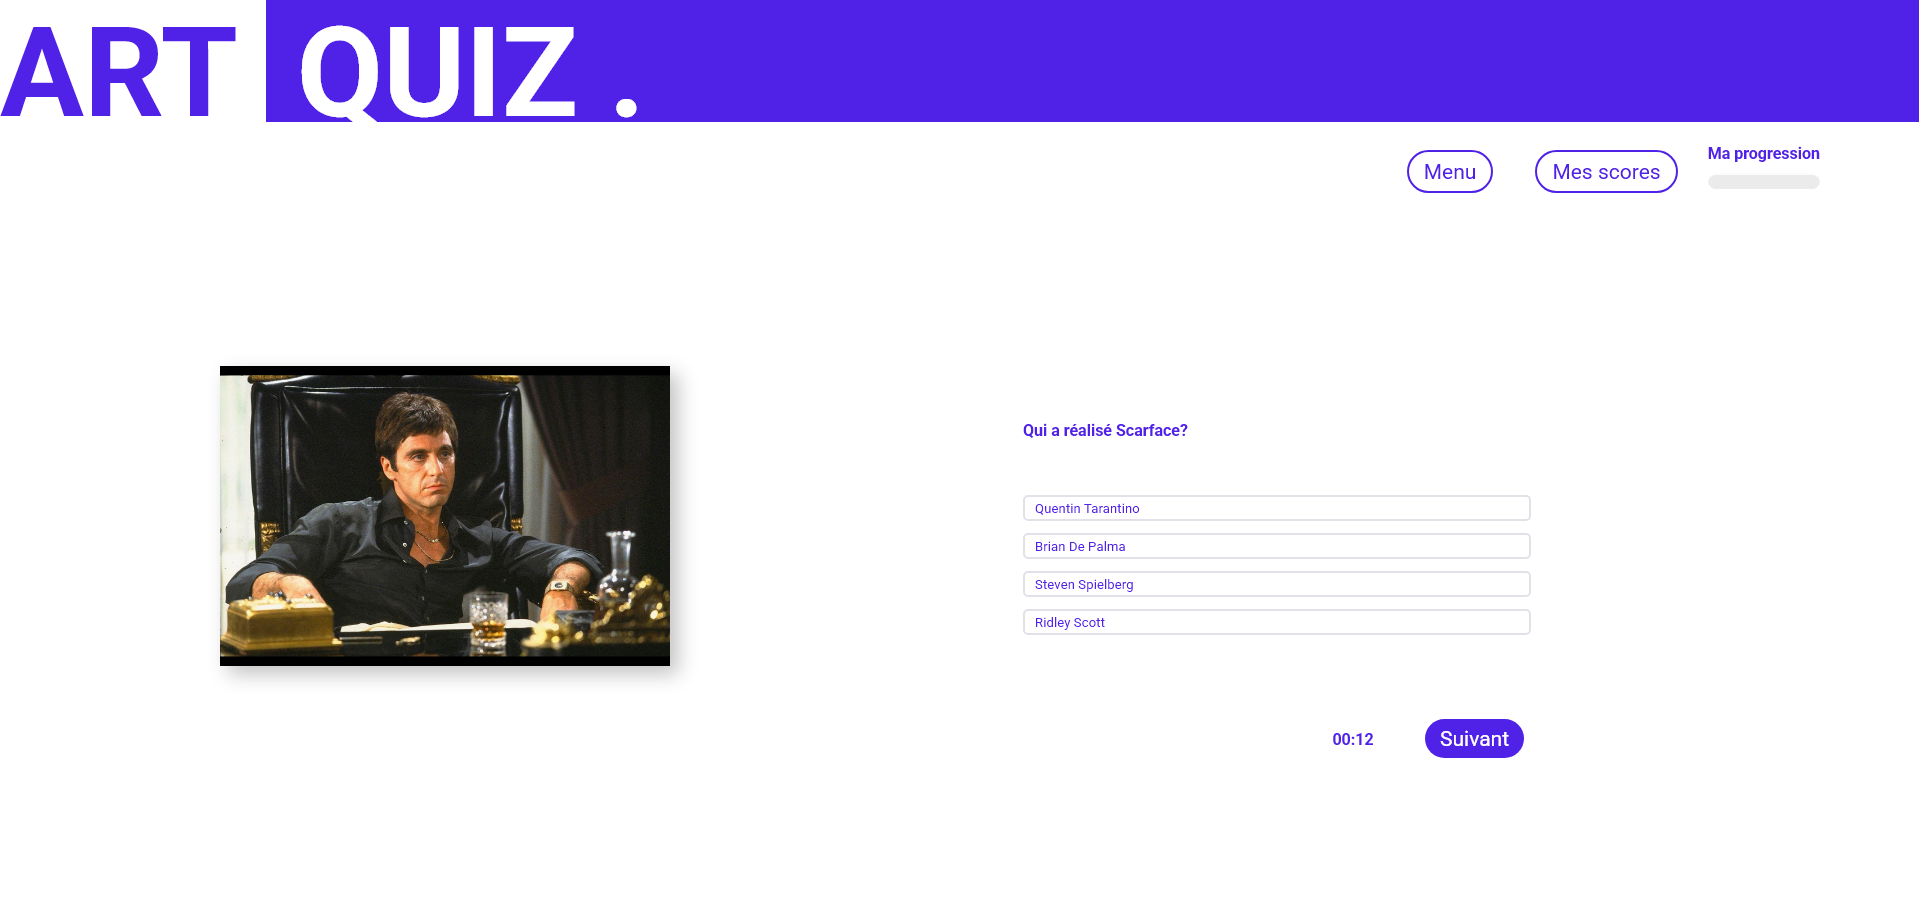 ART QUIZ .
Menu
Mes scores
Ma progression
Qui a réalisé Scarface?
Quentin Tarantino
Brian De Palma
Steven Spielberg
Ridley Scott
00:12
Suivant